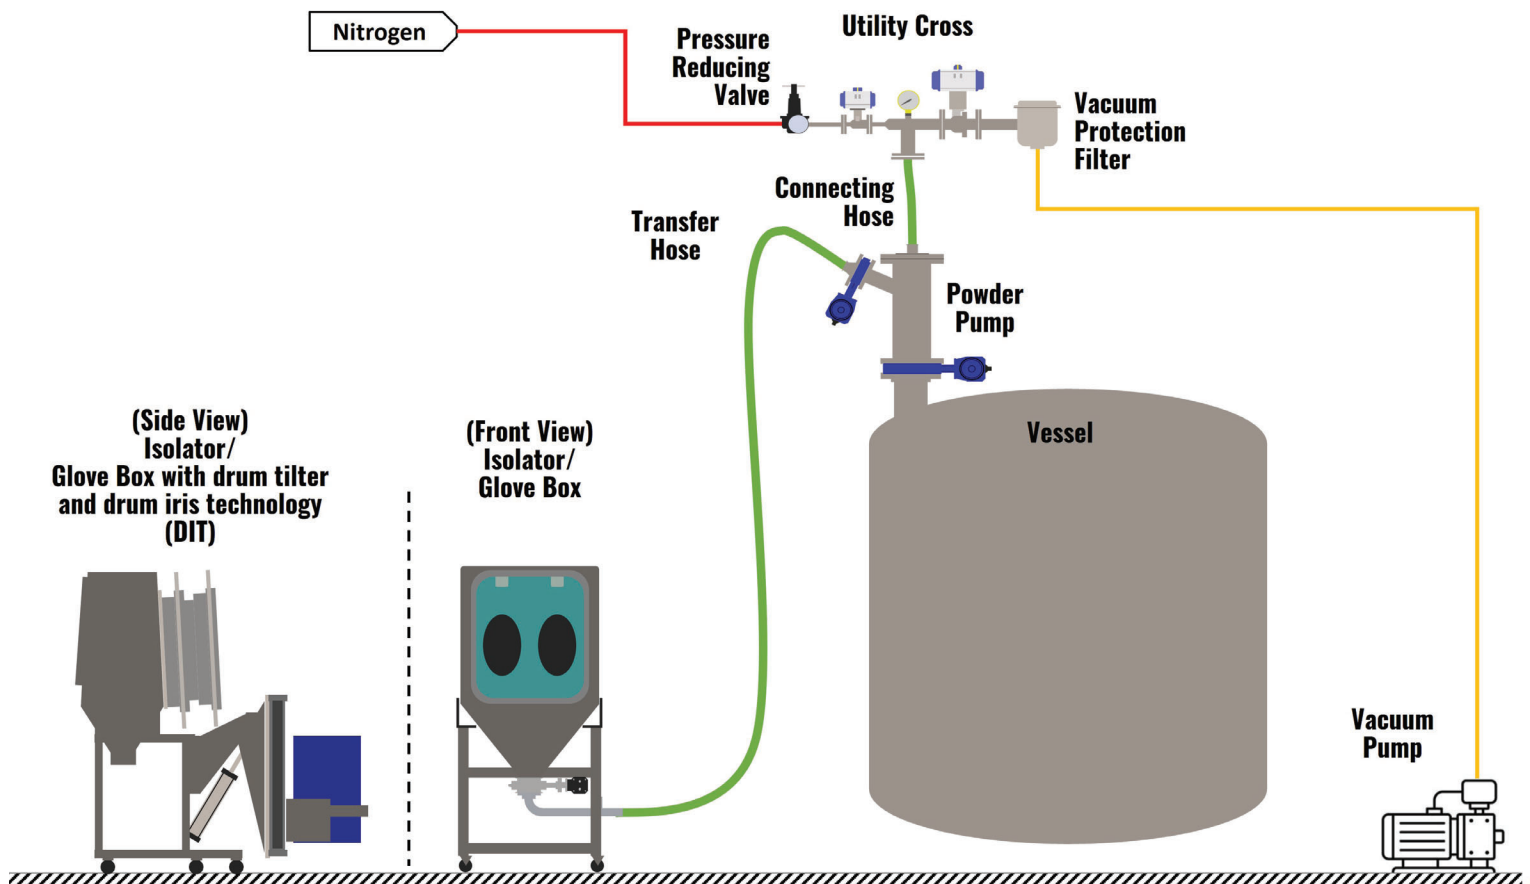 Nitrogen
Pressure
Reducing
Valve
Utility Cross
Vacuum
Protection
Filter
Connecting
Hose
Transfer
Hose
Powder
Pump
Vessel
(Side View)
Isolator/
Glove Box with drum tilter
and drum iris technology
(DIT)
(Front View)
Isolator/
Glove Box
Vacuum
Pump